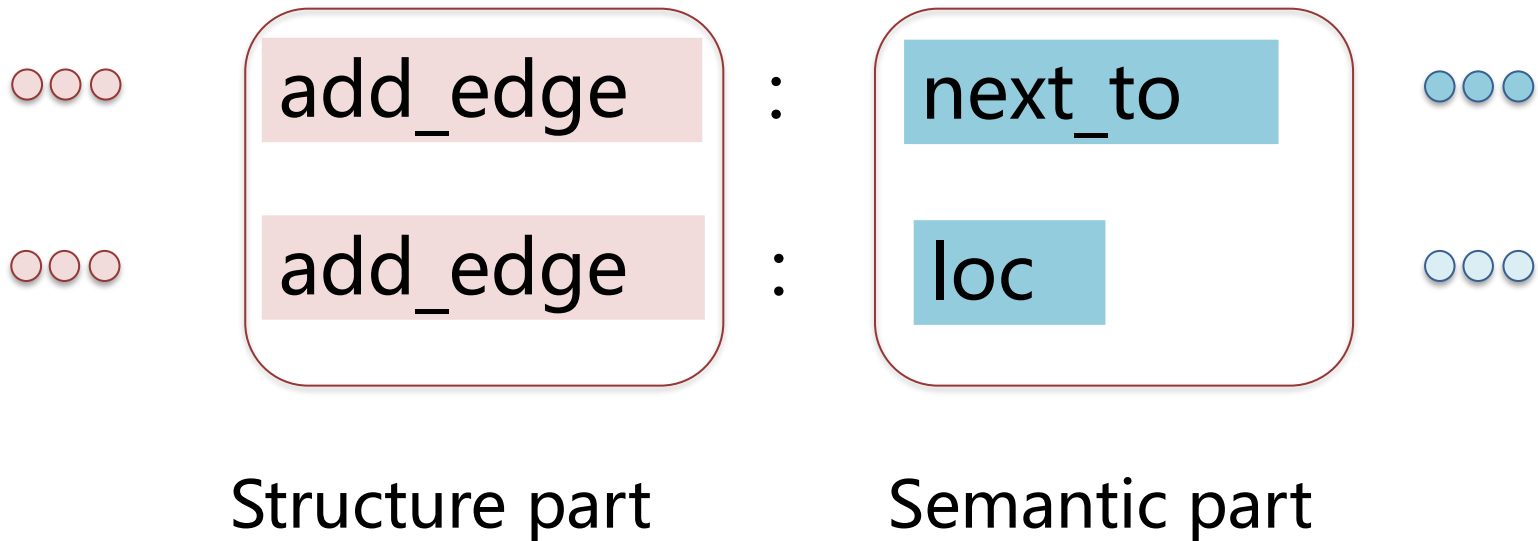 add_edge : next_to
add_edge : loc
Structure part Semantic part